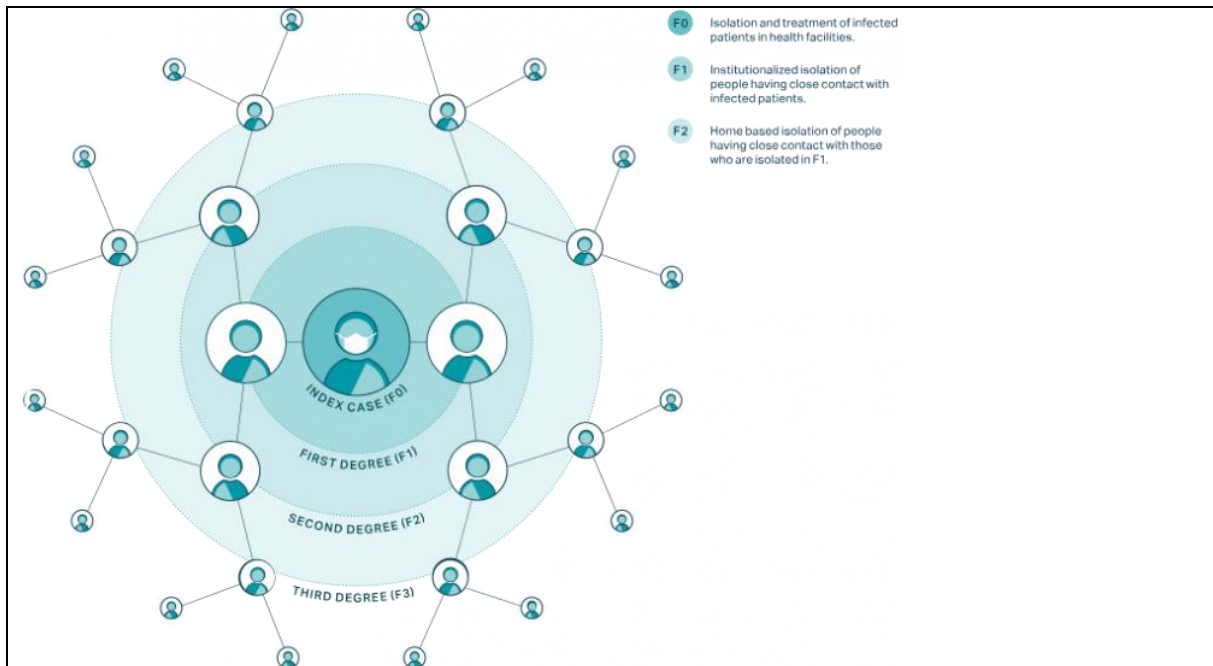 F0
Isolation and treatment of infected
patients in health facilities.
F1
Institutionalized isolation of
people having close contact with
infected patients.
F2
Home based isolation of people
having close contact with those
who are isolated in F1.
INDEX CASE (F0)
FIRST DEGREE (F1)
SECOND DEGREE (F2)
THIRD DEGREE (F3)